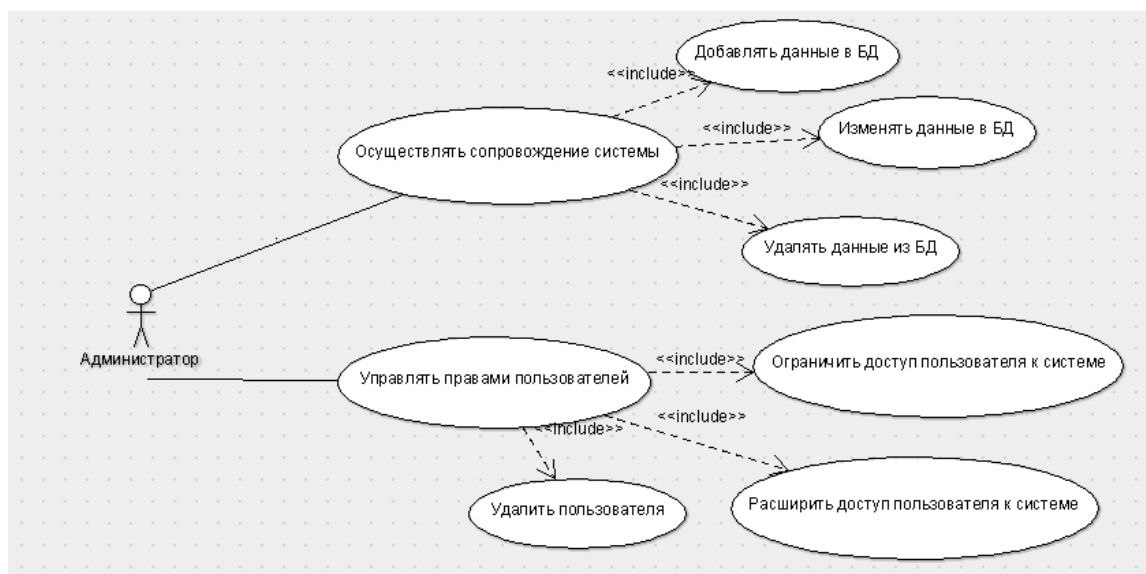 Добавлять данные в БД
<<include>>
<<include>>
Изменять данные в БД
Осуществлять сопровождение системы
<<include>>
Удалять данные из БД
Администратор
<<include>>
Ограничить доступ пользователя к системе
Управлять правами пользователей
<<include>>
<<include>>
Расширить доступ пользователя к системе
Удалить пользователя